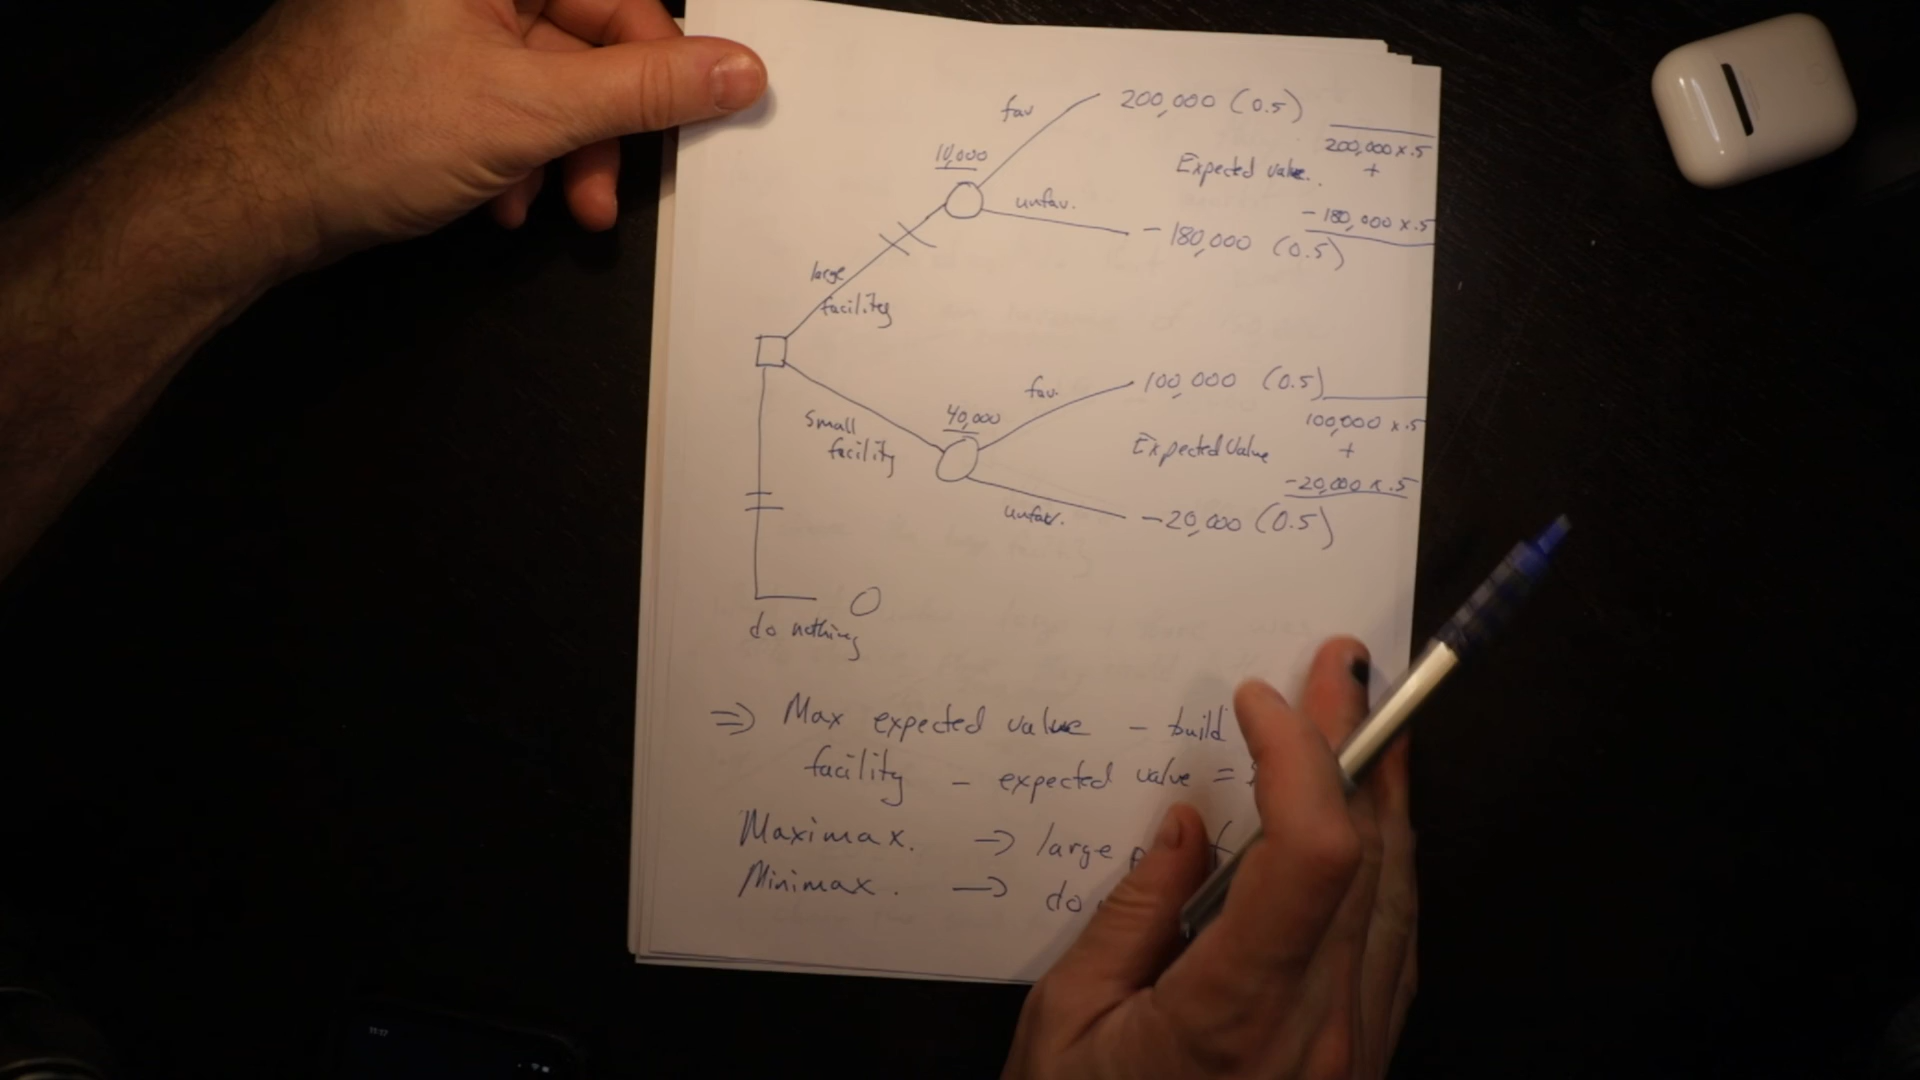 fav
200,000 (0.5)
10,000
200,000 x .5
Expected value..
+
unfav.
- 180,000 x .5
- 180,000 (0.5)
large
facility
fav.
100,000 (0.5)
40,000
100,000 x .5
Small
facility
Expected Value
+
-20,000 x .5
unfav.
-20,000 (0.5)
0
do nothing
=> Max expected value - build
facility - expected value =
Maximax. → large
Minimax. → do
11:17